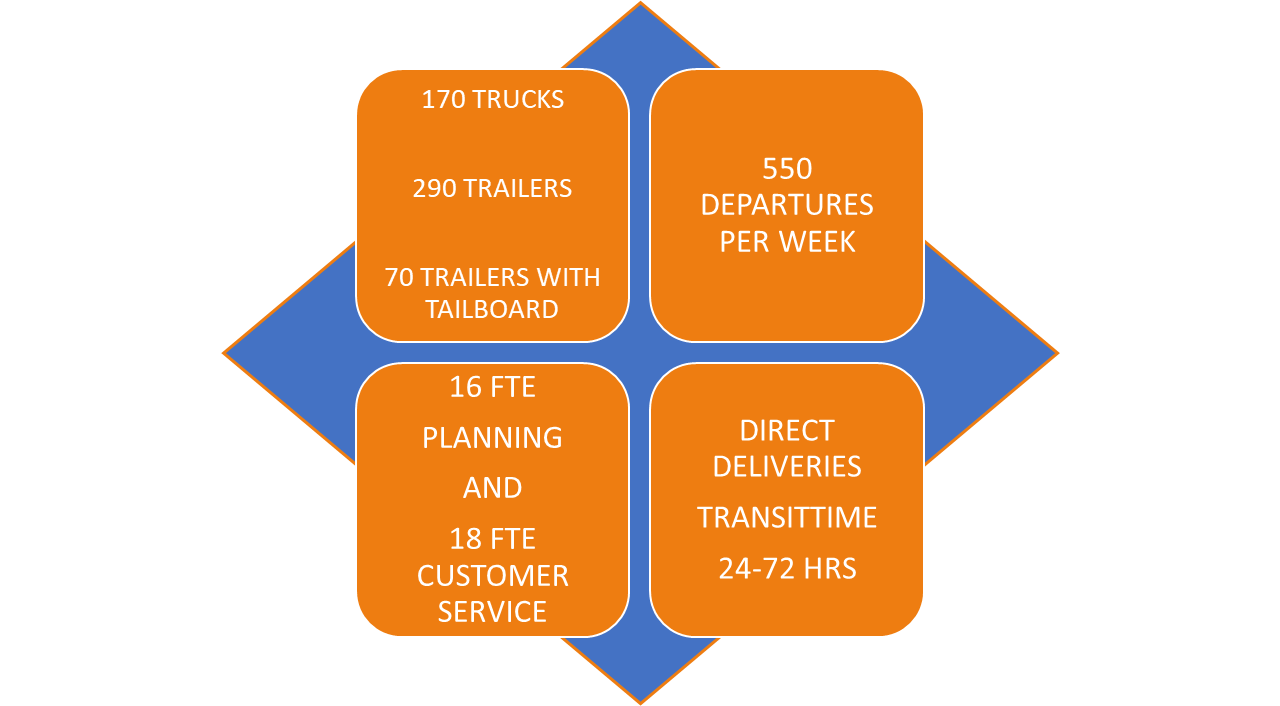 170 TRUCKS
290 TRAILERS
70 TRAILERS WITH
TAILBOARD
550
DEPARTURES
PER WEEK
16 FTE
PLANNING
AND
18 FTE
CUSTOMER
SERVICE
DIRECT
DELIVERIES
TRANSITTIME
24-72 HRS